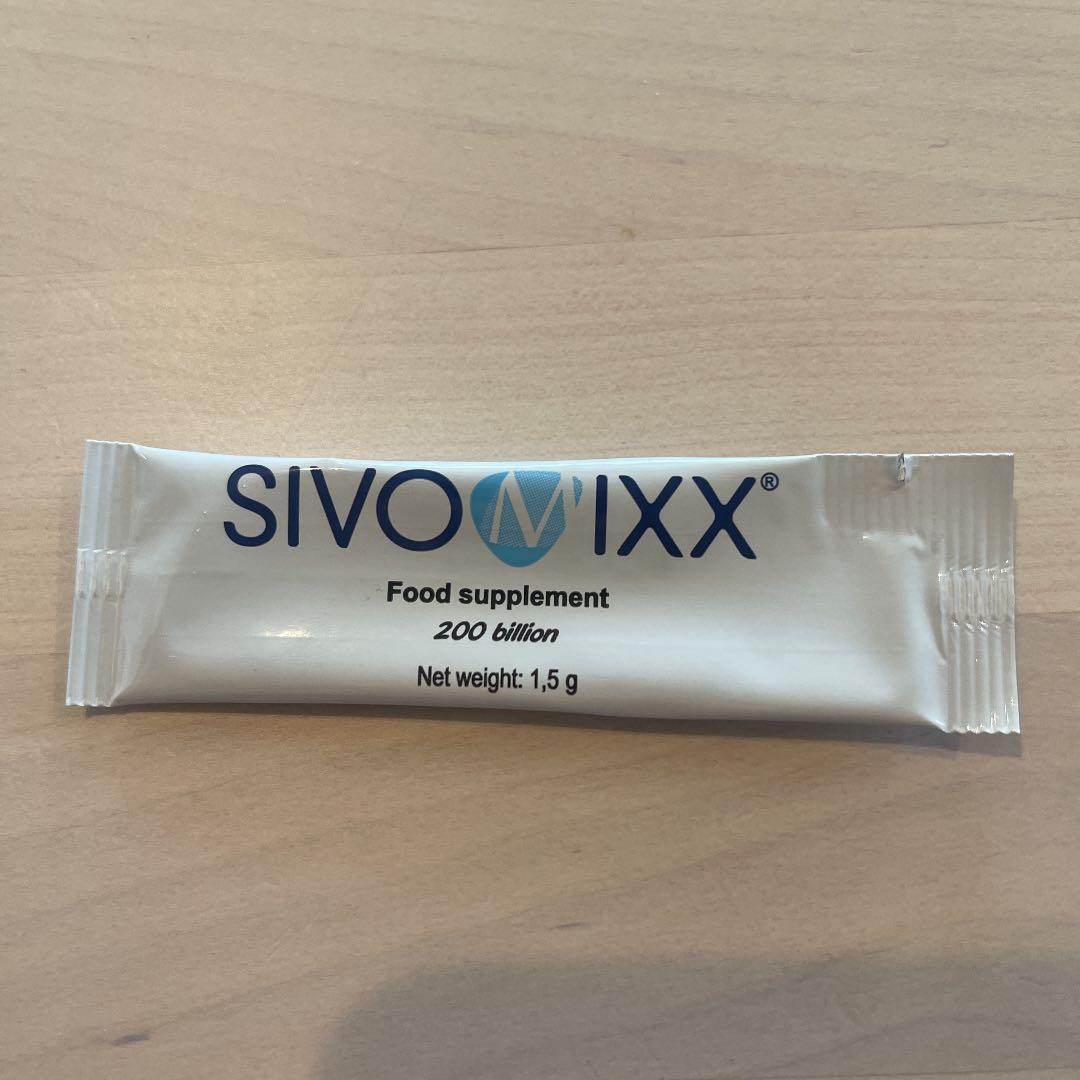 SIVOMIXX®
Food supplement
200 billion
Net weight: 1,5 g